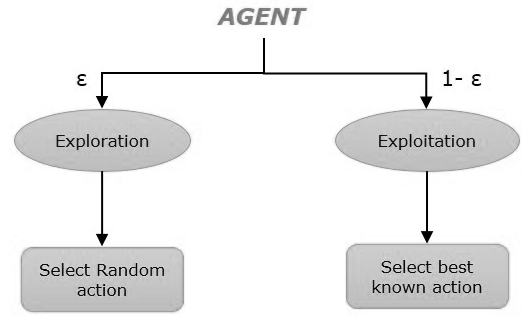 AGENT
ε
1- ε
Exploration
Exploitation
Select Random
action
Select best
known action